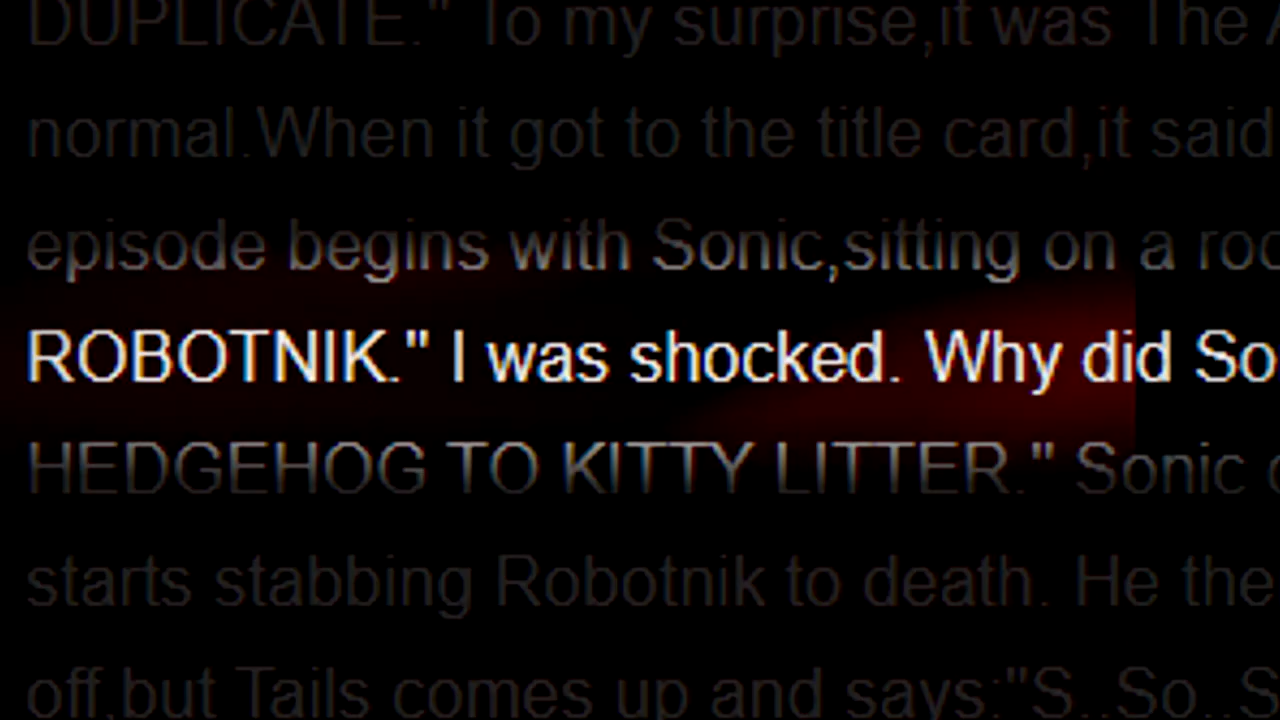 DUPLICATE." To my surprise,it was The A
normal.When it got to the title card,it said
episode begins with Sonic,sitting on a roc
ROBOTNIK." I was shocked. Why did So
HEDGEHOG TO KITTY LITTER." Sonic c
starts stabbing Robotnik to death. He the
off,but Tails comes up and says:"S..So..S